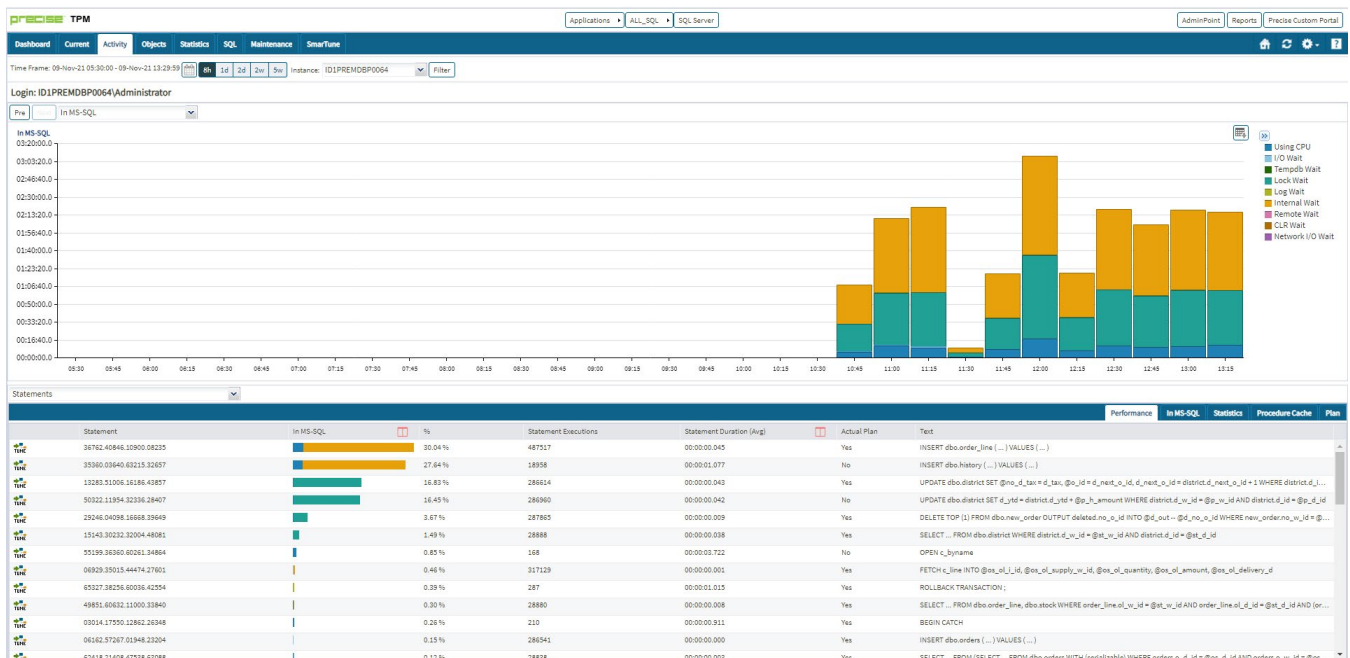 precise TPM Applications ALL_SQL SQL Server AdminPoint Reports Precise Custom Portal
Dashboard Current Activity Objects Statistics SQL Maintenance SmarTune
Time Frame: 09-Nov-21 05:30:00 - 09-Nov-21 13:29:59 8h 1d 2d 2w 5w Instance: ID1PREMDBP0064 Filter
Login: ID1PREMDBP0064\Administrator
Pre In MS-SQL
In MS-SQL
03:20:00.0
03:03:20.0
02:46:40.0
02:30:00.0
02:13:20.0
01:56:40.0
01:40:00.0
01:23:20.0
01:06:40.0
00:50:00.0
00:33:20.0
00:16:40.0
00:00:00.0
05:30 05:45 06:00 06:15 06:30 06:45 07:00 07:15 07:30 07:45 08:00 08:15 08:30 08:45 09:00 09:15 09:30 09:45 10:00 10:15 10:30 10:45 11:00 11:15 11:30 11:45 12:00 12:15 12:30 12:45 13:00 13:15
Using CPU
I/O Wait
Tempdb Wait
Lock Wait
Log Wait
Internal Wait
Remote Wait
CLR Wait
Network I/O Wait
Statements
Performance In MS-SQL Statistics Procedure Cache Plan
Statement In MS-SQL % Statement Executions Statement Duration (Avg) Actual Plan Text
TUNE 36762.40846.10900.08235 30.04 % 487517 00:00:00.045 Yes INSERT dbo.order_line ( ... ) VALUES ( ... )
TUNE 35360.03640.63215.32657 27.64 % 18958 00:00:01.077 No INSERT dbo.history ( ... ) VALUES ( ... )
TUNE 13283.51006.16186.43857 16.83 % 286614 00:00:00.043 Yes UPDATE dbo.district SET @no_d_tax = d_tax, @o_id = d_next_o_id, d_next_o_id = district.d_next_o_id + 1 WHERE district.d_i...
TUNE 50322.11954.32336.28407 16.45 % 286960 00:00:00.042 No UPDATE dbo.district SET d_ytd = district.d_ytd + @p_h_amount WHERE district.d_w_id = @p_w_id AND district.d_id = @p_d_id
TUNE 29246.04098.16668.39649 3.67 % 287865 00:00:00.009 Yes DELETE TOP (1) FROM dbo.new_order OUTPUT deleted.no_o_id INTO @d_out -- @d_no_o_id WHERE new_order.no_w_id = @...
TUNE 15143.30232.32004.48081 1.49 % 28888 00:00:00.038 Yes SELECT ... FROM dbo.district WHERE district.d_w_id = @st_w_id AND district.d_id = @st_d_id
TUNE 55199.36360.60261.34864 0.85 % 168 00:00:03.722 No OPEN c_byname
TUNE 06929.35015.44474.27601 0.46 % 317129 00:00:00.001 Yes FETCH c_line INTO @os_ol_i_id, @os_ol_supply_w_id, @os_ol_quantity, @os_ol_amount, @os_ol_delivery_d
TUNE 65327.38256.60036.42554 0.39 % 287 00:00:01.015 Yes ROLLBACK TRANSACTION ;
TUNE 49851.60632.11000.33840 0.30 % 28880 00:00:00.008 Yes SELECT ... FROM dbo.order_line, dbo.stock WHERE order_line.ol_w_id = @st_w_id AND order_line.ol_d_id = @st_d_id AND (or...
TUNE 03014.17550.12862.26348 0.26 % 210 00:00:00.911 Yes BEGIN CATCH
TUNE 06162.57267.01948.23204 0.15 % 286541 00:00:00.000 Yes INSERT dbo.orders ( ... ) VALUES ( ... )